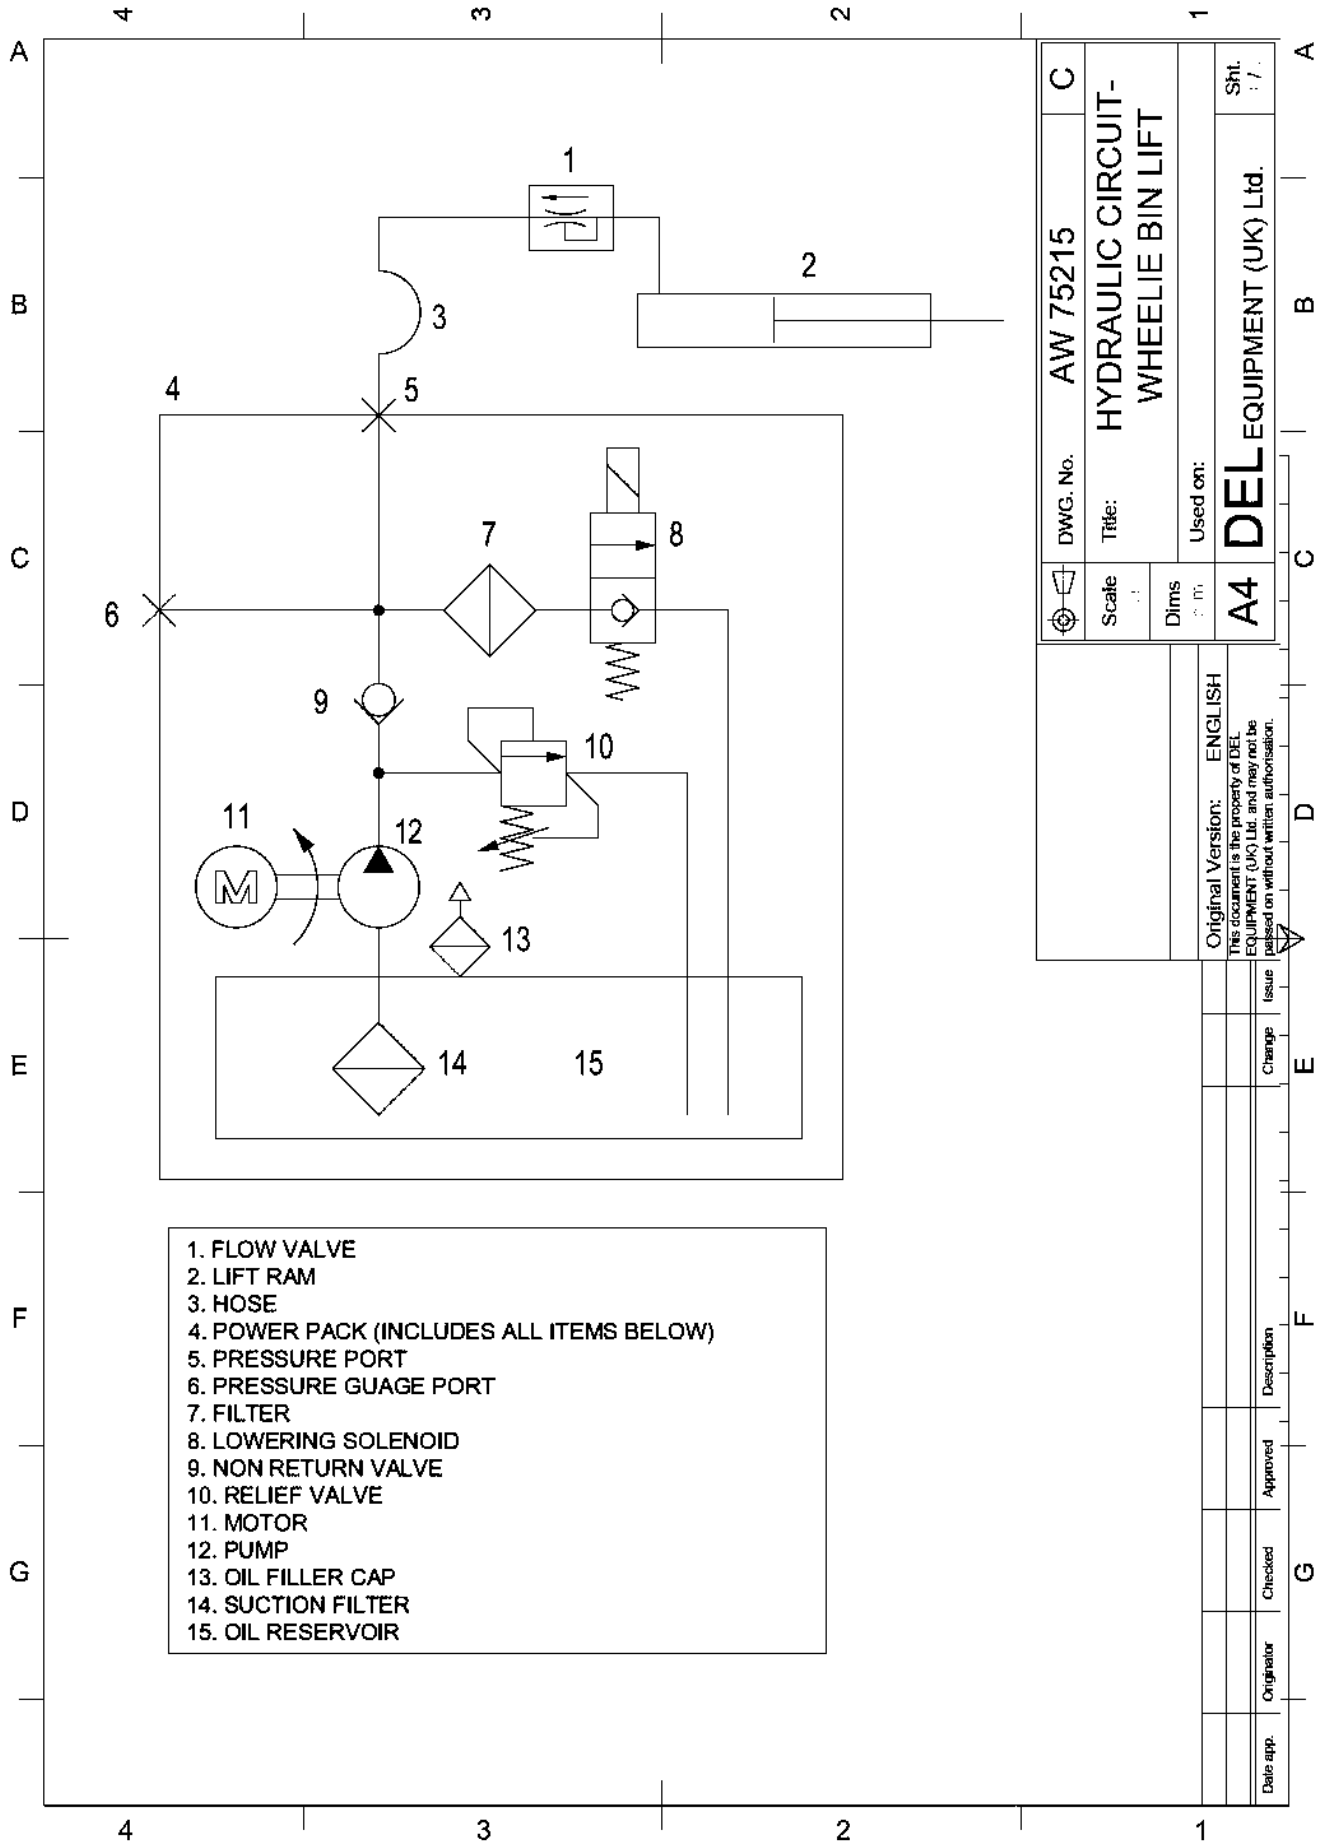 4 3 2 1
A A
B B
C C
D D
E E
F F
G G
4 3 2 1
1
2
3
4
5
6
7
8
9
10
11
M
12
13
14
15
1. FLOW VALVE
2. LIFT RAM
3. HOSE
4. POWER PACK (INCLUDES ALL ITEMS BELOW)
5. PRESSURE PORT
6. PRESSURE GUAGE PORT
7. FILTER
8. LOWERING SOLENOID
9. NON RETURN VALVE
10. RELIEF VALVE
11. MOTOR
12. PUMP
13. OIL FILLER CAP
14. SUCTION FILTER
15. OIL RESERVOIR
DWG. No. AW 75215 C
Scale
Title: HYDRAULIC CIRCUIT-
WHEELIE BIN LIFT
Dims
Used on:
A4 DEL EQUIPMENT (UK) Ltd. Sht.
Original Version: ENGLISH
This document is the property of DEL
EQUIPMENT (UK) Ltd. and may not be
passed on without written authorisation.
Date app. Originator Checked Approved Description Change Issue